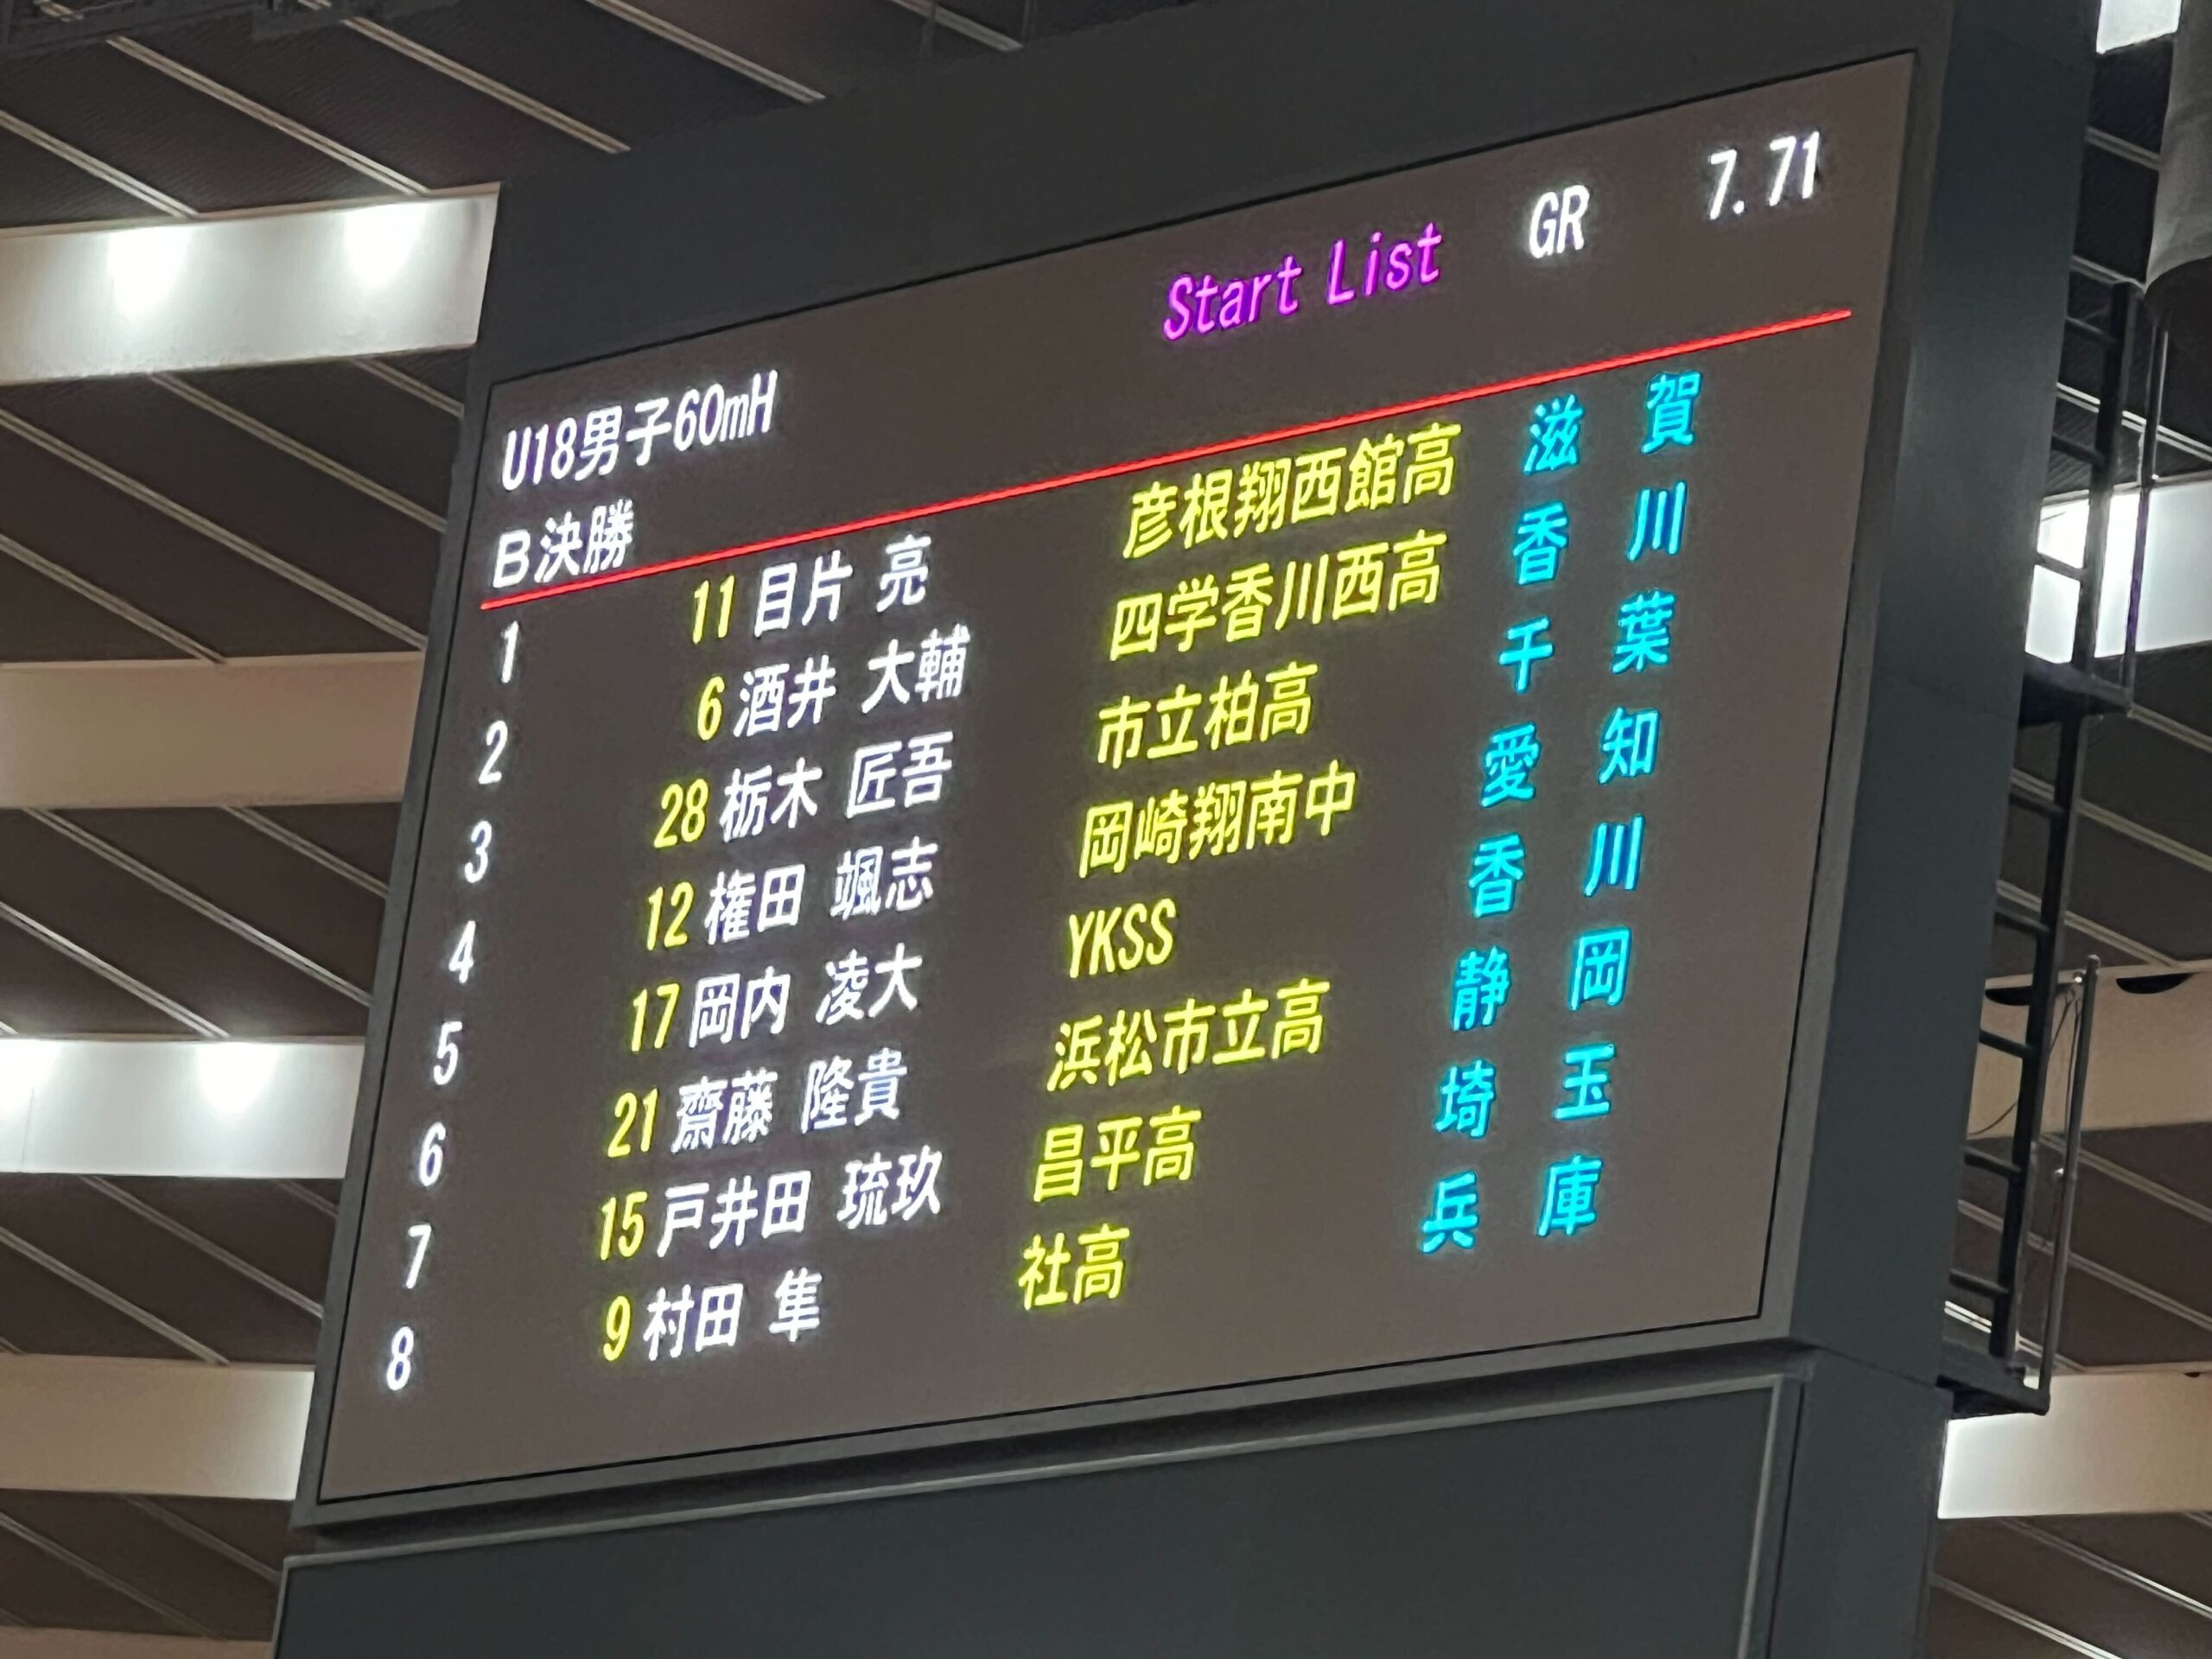 Start List GR 7.71
U18男子60mH
B決勝
1 11 目片 亮 彦根翔西館高 滋賀
2 6 酒井 大輔 四学香川西高 香川
3 28 栃木 匠吾 市立柏高 千葉
4 12 権田 颯志 岡崎翔南中 愛知
5 17 岡内 凌大 YKSS 香川
6 21 齋藤 隆貴 浜松市立高 静岡
7 15 戸井田 琉玖 昌平高 埼玉
8 9 村田 隼 社高 兵庫